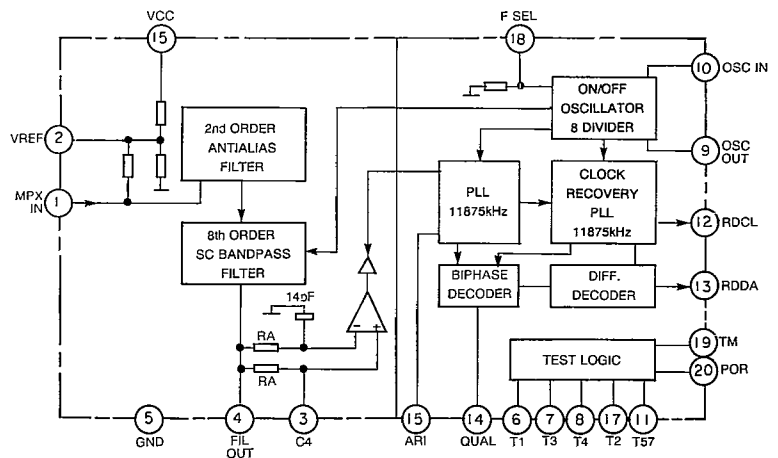 VCC
15
F SEL
18
10
OSC IN
ON/OFF
OSCILLATOR
8 DIVIDER
2nd ORDER
ANTIALIAS
FILTER
VREF
2
9
OSC
OUT
PLL
11875kHz
CLOCK
RECOVERY
PLL
11875kHz
MPX
IN
1
12
RDCL
8th ORDER
SC BANDPASS
FILTER
BIPHASE
DECODER
DIFF.
DECODER
13
RDDA
14pF
RA
- +
RA
TEST LOGIC
19
TM
20
POR
5
GND
4
FIL
OUT
3
C4
15
ARI
14
QUAL
6
T1
7
T3
8
T4
17
T2
11
T57